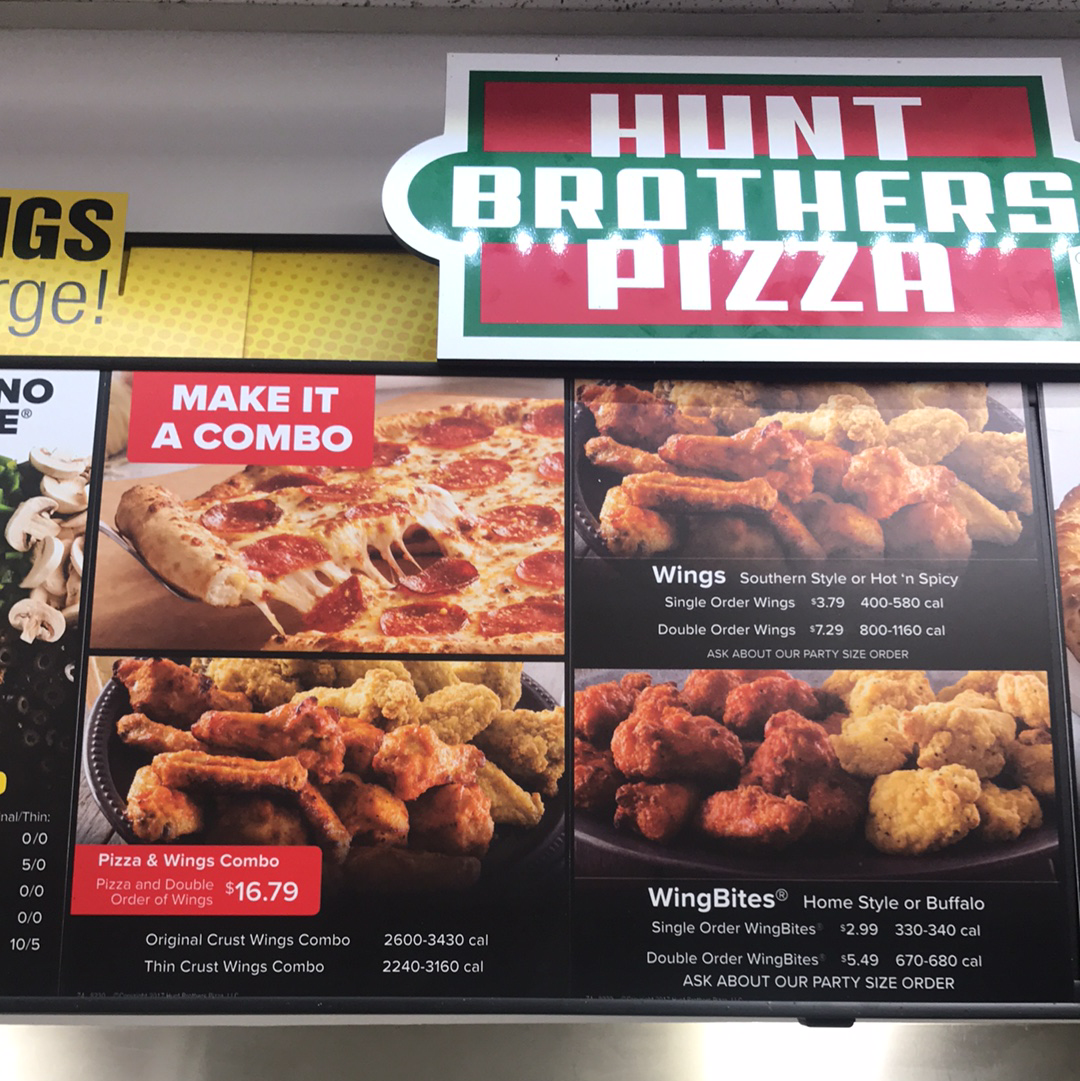 HUNT
BROTHERS
PIZZA
NGS
rge!
NO
E®
nal/Thin:
0/0
5/0
0/0
0/0
10/5
MAKE IT
A COMBO
Pizza & Wings Combo
Pizza and Double
Order of Wings $16.79
Original Crust Wings Combo 2600-3430 cal
Thin Crust Wings Combo 2240-3160 cal
Wings Southern Style or Hot 'n Spicy
Single Order Wings $3.79 400-580 cal
Double Order Wings $7.29 800-1160 cal
ASK ABOUT OUR PARTY SIZE ORDER
WingBites® Home Style or Buffalo
Single Order WingBites® $2.99 330-340 cal
Double Order WingBites® $5.49 670-680 cal
ASK ABOUT OUR PARTY SIZE ORDER